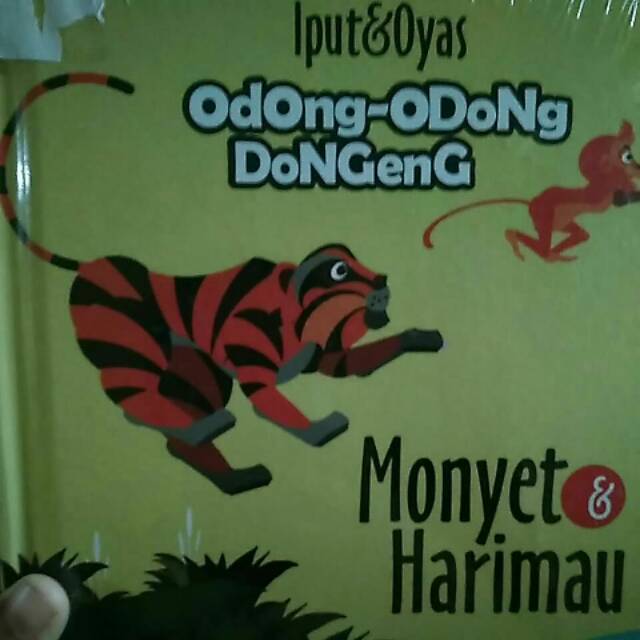 Iput&Oyas
OdOng-ODoNg
DoNGenG
Monyet &
Harimau